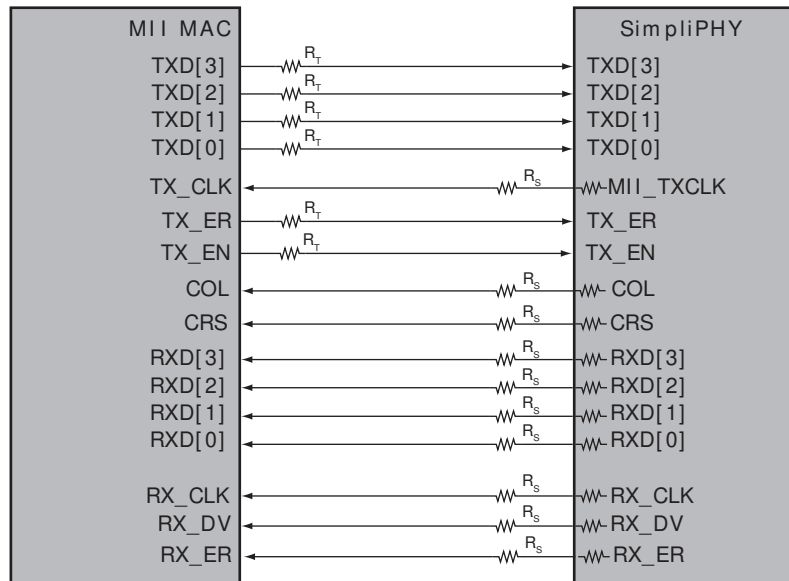 MII MAC SimpliPHY
TXD[3] R_T TXD[3]
TXD[2] R_T TXD[2]
TXD[1] R_T TXD[1]
TXD[0] R_T TXD[0]
TX_CLK R_S MII_TXCLK
TX_ER R_T TX_ER
TX_EN R_T TX_EN
COL R_S COL
CRS R_S CRS
RXD[3] R_S RXD[3]
RXD[2] R_S RXD[2]
RXD[1] R_S RXD[1]
RXD[0] R_S RXD[0]
RX_CLK R_S RX_CLK
RX_DV R_S RX_DV
RX_ER R_S RX_ER